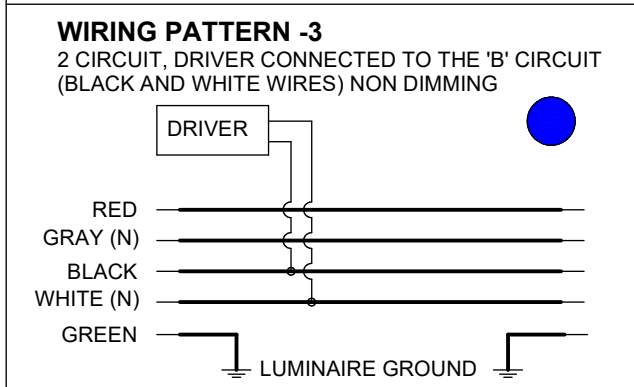 WIRING PATTERN -3
2 CIRCUIT, DRIVER CONNECTED TO THE 'B' CIRCUIT
(BLACK AND WHITE WIRES) NON DIMMING
DRIVER
RED
GRAY (N)
BLACK
WHITE (N)
GREEN
LUMINAIRE GROUND